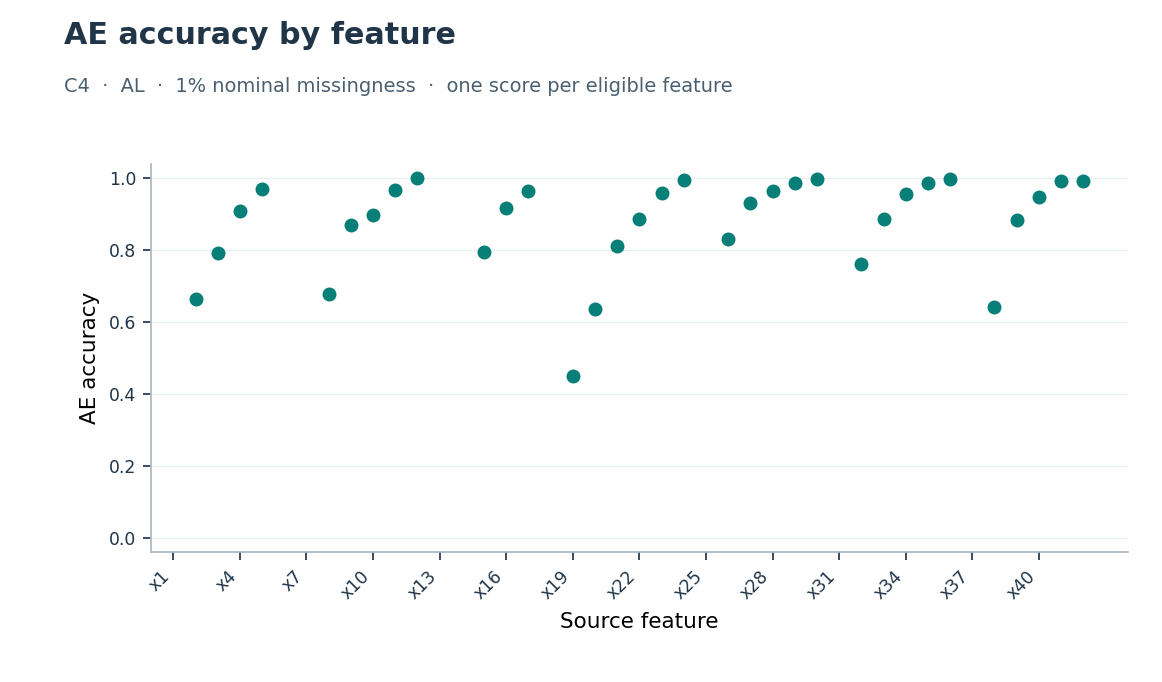 AE accuracy by feature
C4 · AL · 1% nominal missingness · one score per eligible feature
1.0
0.8
0.6
0.4
0.2
0.0
AE accuracy
x1 x4 x7 x10 x13 x16 x19 x22 x25 x28 x31 x34 x37 x40
Source feature